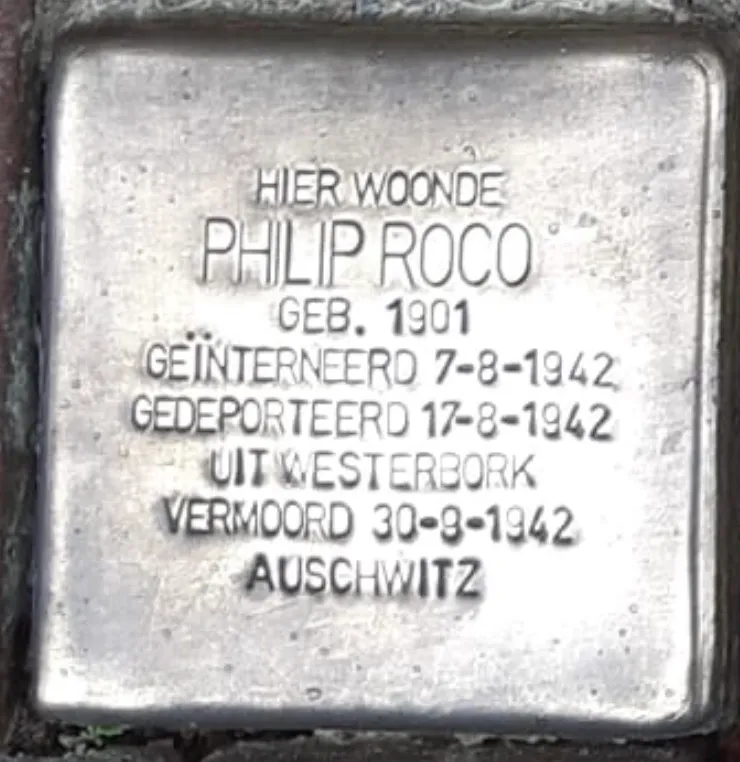 HIER WOONDE
PHILIP ROCO
GEB. 1901
GEÏNTERNEERD 7-8-1942
GEDEPORTEERD 17-8-1942
UIT WESTERBORK
VERMOORD 30-9-1942
AUSCHWITZ